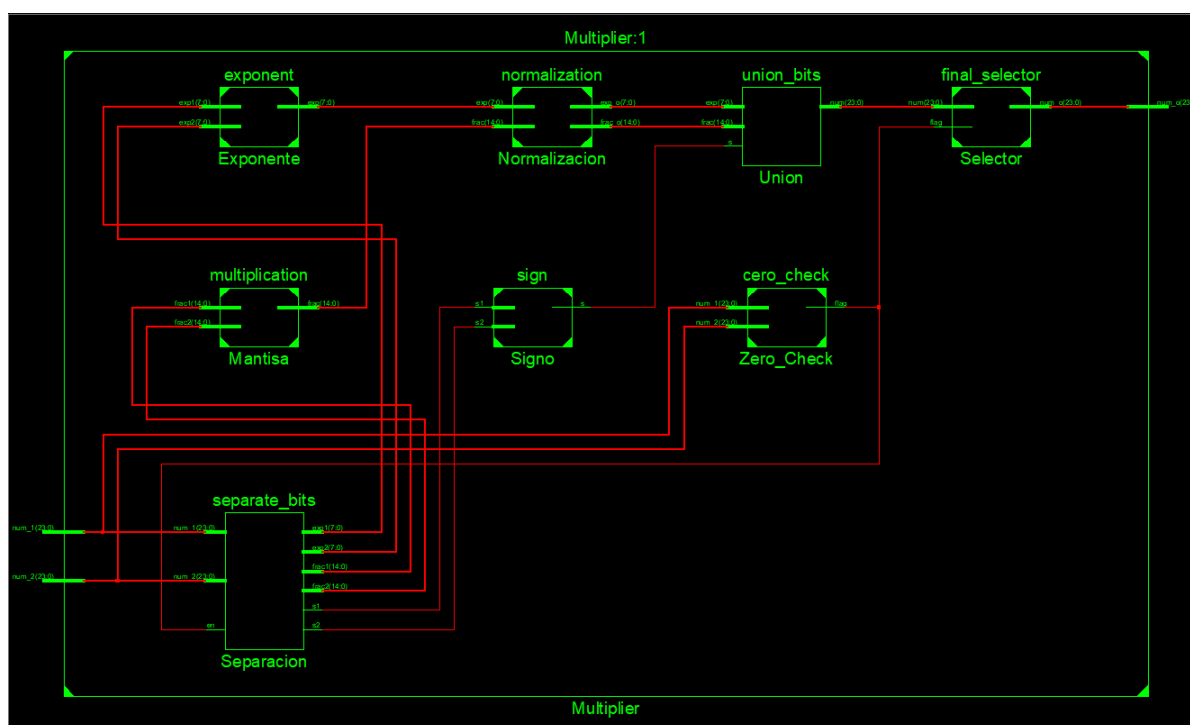 Multiplier:1
exponent
normalization
union_bits
final_selector
exp1(7:0)
exp(7:0)
exp(7:0)
exp_o(7:0)
exp(7:0)
num(23:0)
num(23:0)
num_o(23:0)
num_o(23
exp2(7:0)
frac(14:0)
frac_o(14:0)
frac(14:0)
flag
s
Exponente
Normalizacion
Union
Selector
multiplication
sign
cero_check
frac1(14:0)
frac(14:0)
s1
s
num_1(23:0)
flag
frac2(14:0)
s2
num_2(23:0)
Mantisa
Signo
Zero_Check
separate_bits
num_1(23:0)
num_1(23:0)
exp1(7:0)
exp2(7:0)
frac1(14:0)
num_2(23:0)
num_2(23:0)
frac2(14:0)
s1
en
s2
Separacion
Multiplier